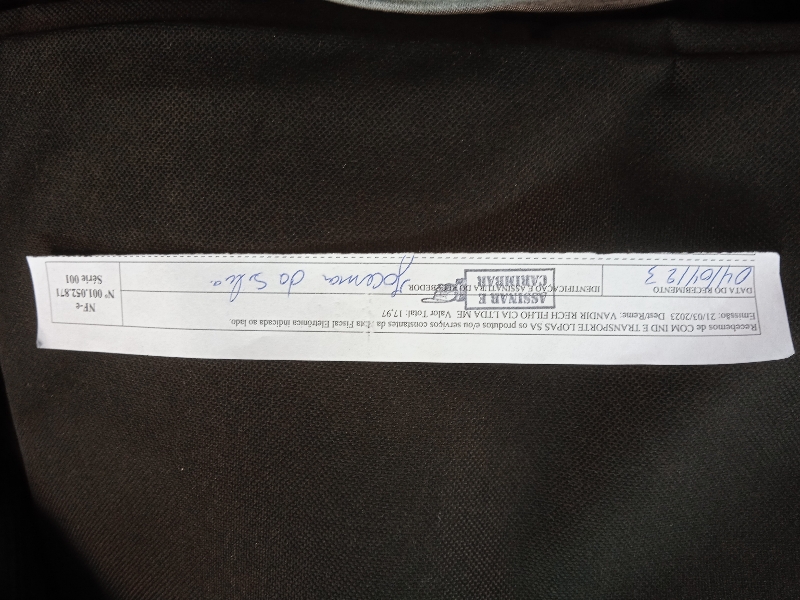 Recebemos de COM IND E TRANSPORTE LOPAS SA os produtos e/ou serviços constantes da Nota Fiscal Eletrônica indicada ao lado.
Emissão: 21/03/2023 Dest/Reme: VANDIR RECH FILHO CIA LTDA ME Valor Total: 17,97
DATA DO RECEBIMENTO
04/04/23
IDENTIFICAÇÃO E ASSINATURA DO RECEBEDOR
ASSINAR E
CARIMBAR
da Silva.
NF-e
Nº 001.052.871
Série 001